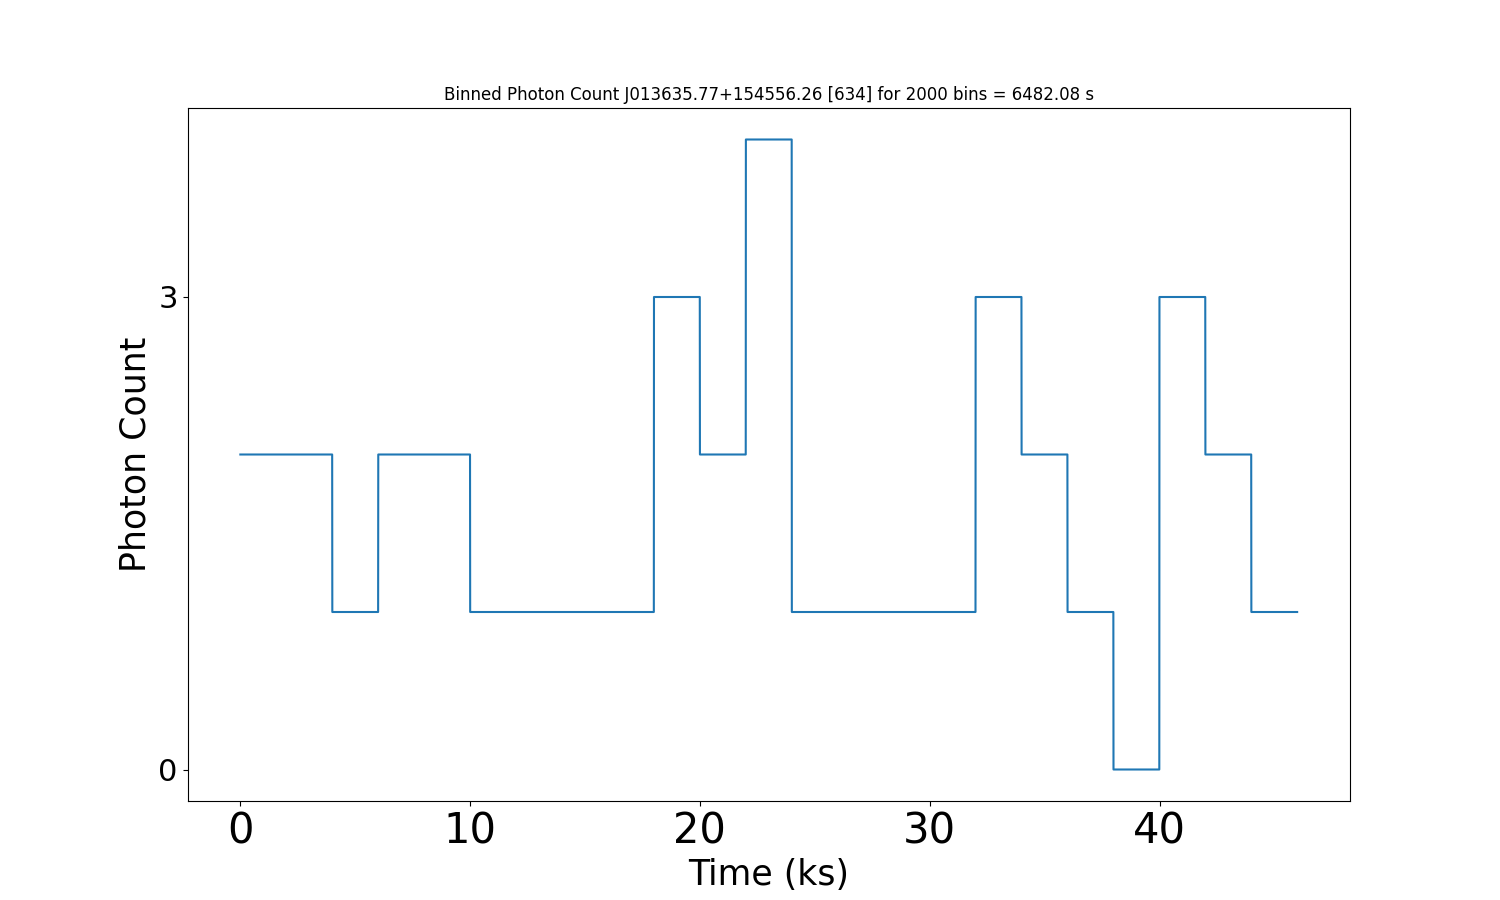 Binned Photon Count J013635.77+154556.26 [634] for 2000 bins = 6482.08 s
Photon Count
3
0
0 10 20 30 40
Time (ks)